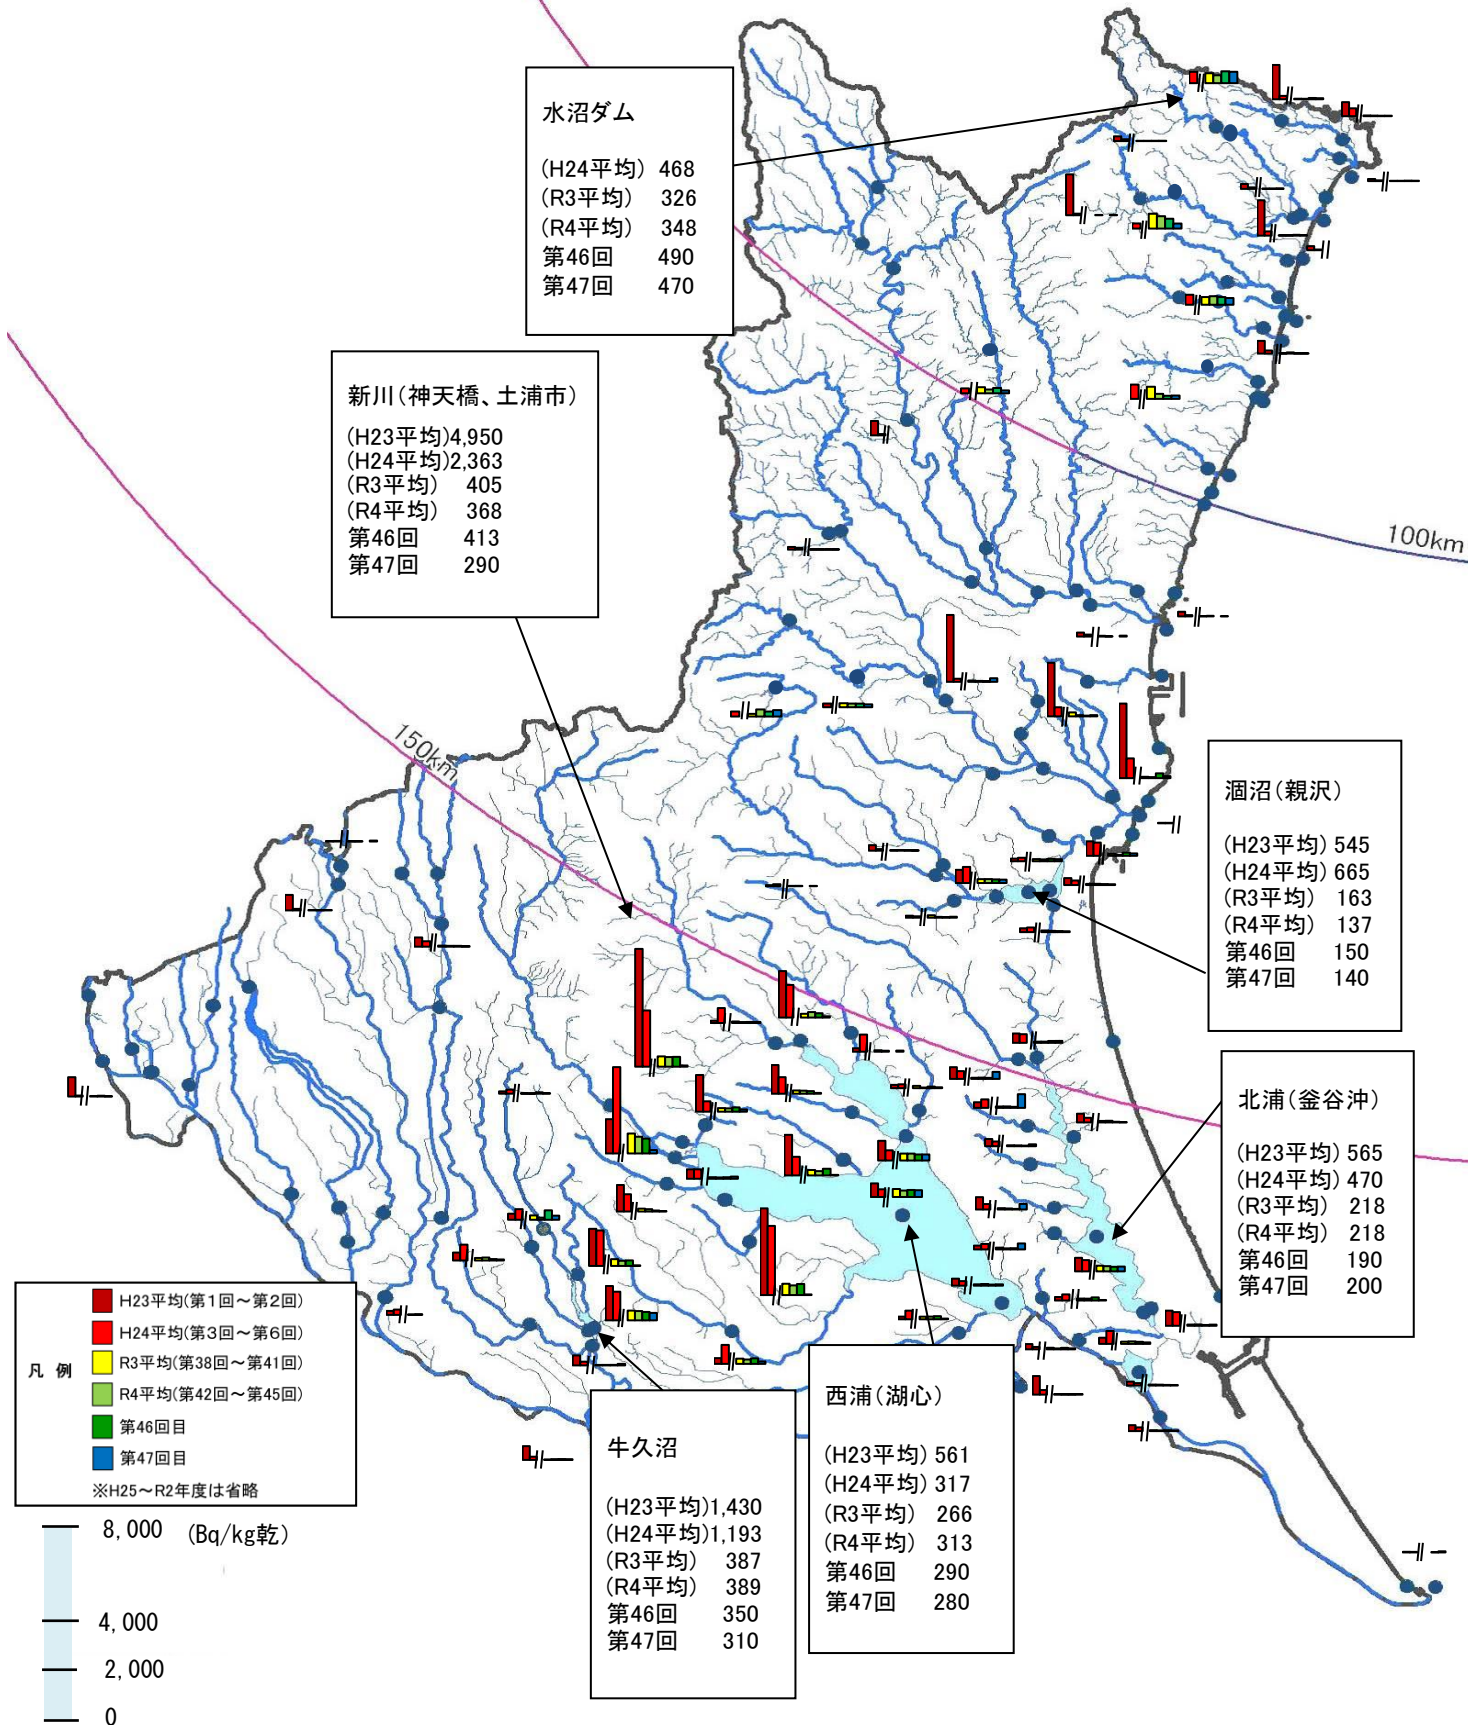 水沼ダム
(H24平均) 468
(R3平均) 326
(R4平均) 348
第46回 490
第47回 470
新川(神天橋、土浦市)
(H23平均)4,950
(H24平均)2,363
(R3平均) 405
(R4平均) 368
第46回 413
第47回 290
100km
150km
涸沼(親沢)
(H23平均) 545
(H24平均) 665
(R3平均) 163
(R4平均) 137
第46回 150
第47回 140
北浦(釜谷沖)
(H23平均) 565
(H24平均) 470
(R3平均) 218
(R4平均) 218
第46回 190
第47回 200
西浦(湖心)
(H23平均) 561
(H24平均) 317
(R3平均) 266
(R4平均) 313
第46回 290
第47回 280
牛久沼
(H23平均)1,430
(H24平均)1,193
(R3平均) 387
(R4平均) 389
第46回 350
第47回 310
凡 例
H23平均(第1回~第2回)
H24平均(第3回~第6回)
R3平均(第38回~第41回)
R4平均(第42回~第45回)
第46回目
第47回目
※H25~R2年度は省略
8,000 (Bq/kg乾)
4,000
2,000
0